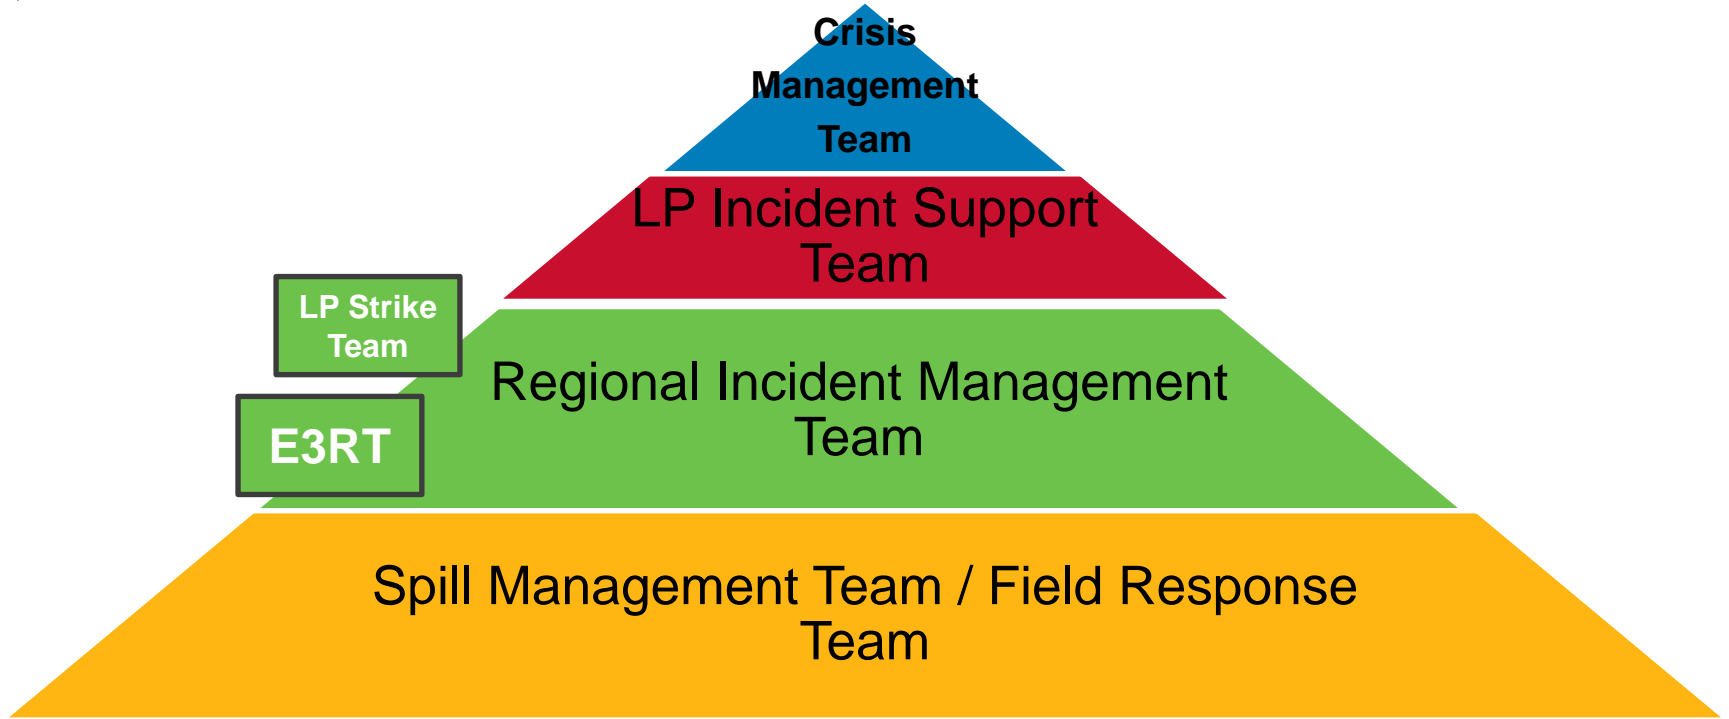 Crisis
Management
Team
LP Incident Support
Team
LP Strike
Team
Regional Incident Management
Team
E3RT
Spill Management Team / Field Response
Team